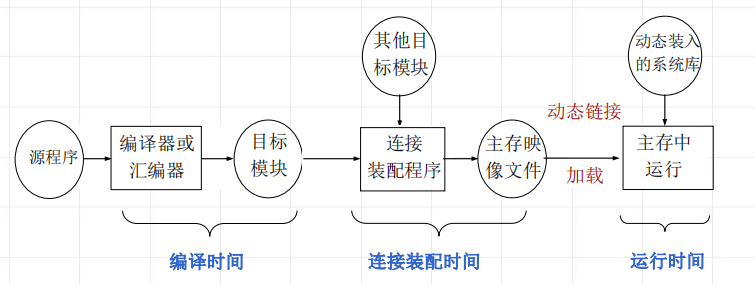 其他目
标模块
动态装入
的系统库
动态链接
源程序
编译器或
汇编器
目标
模块
连接
装配程序
主存映
像文件
加载
主存中
运行
编译时间
连接装配时间
运行时间